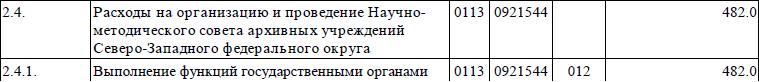 2.4. Расходы на организацию и проведение Научно- 0113 0921544 482.0
методического совета архивных учреждений
Северо-Западного федерального округа
2.4.1. Выполнение функций государственными органами 0113 0921544 012 482.0